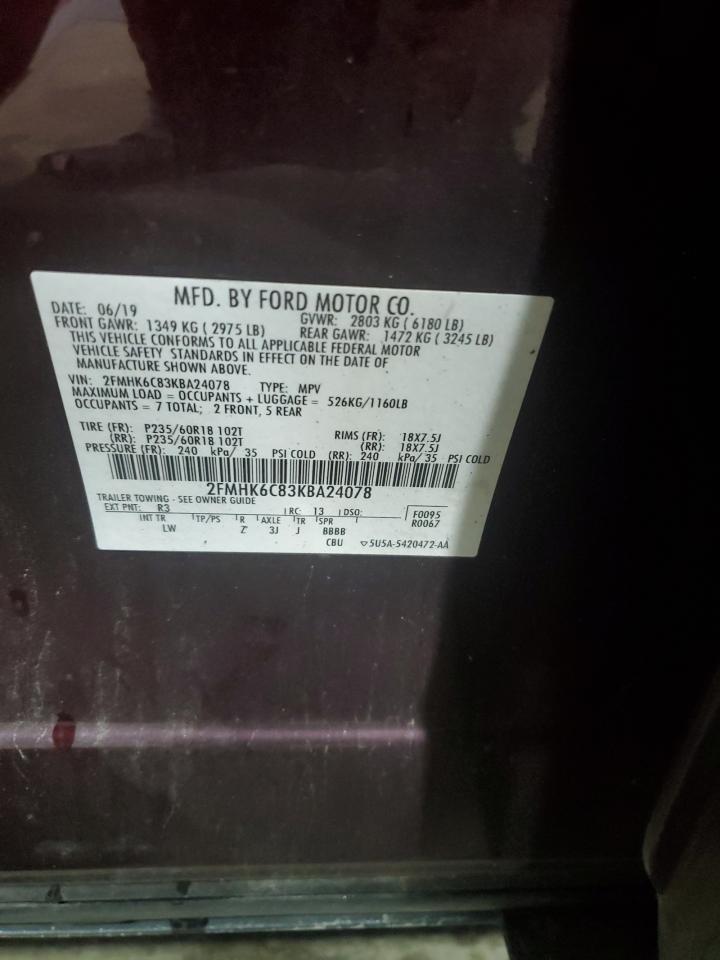 MFD. BY FORD MOTOR CO.
DATE: 06/19 GVWR: 2803 KG ( 6180 LB)
FRONT GAWR: 1349 KG ( 2975 LB) REAR GAWR: 1472 KG ( 3245 LB)
THIS VEHICLE CONFORMS TO ALL APPLICABLE FEDERAL MOTOR
VEHICLE SAFETY STANDARDS IN EFFECT ON THE DATE OF
MANUFACTURE SHOWN ABOVE.
VIN: 2FMHK6C83KBA24078 TYPE: MPV
MAXIMUM LOAD = OCCUPANTS + LUGGAGE = 526KG/1160LB
OCCUPANTS = 7 TOTAL; 2 FRONT, 5 REAR
TIRE (FR): P235/60R18 102T RIMS (FR): 18X7.5J
(RR): P235/60R18 102T (RR): 18X7.5J
PRESSURE (FR): 240 kPa/ 35 PSI COLD (RR): 240 kPa/ 35 PSI COLD
2FMHK6C83KBA24078
TRAILER TOWING - SEE OWNER GUIDE
EXT PNT: R3 RC: 13 DSO: F0095
R0067
INT TR TP/PS R AXLE TR SPR
LW Z 3J J BBBB
CBU ▽5U5A-5420472-AA